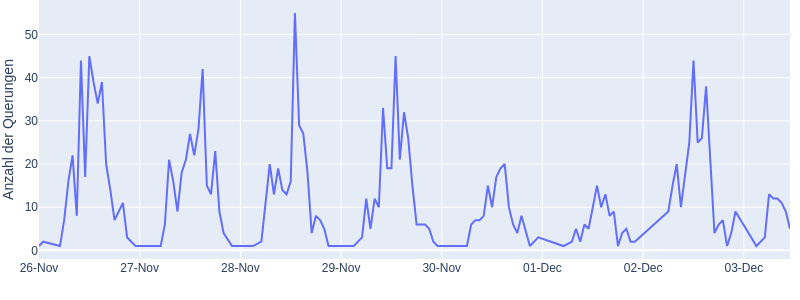 Anzahl der Querungen
50
40
30
20
10
0
26-Nov
27-Nov
28-Nov
29-Nov
30-Nov
01-Dec
02-Dec
03-Dec